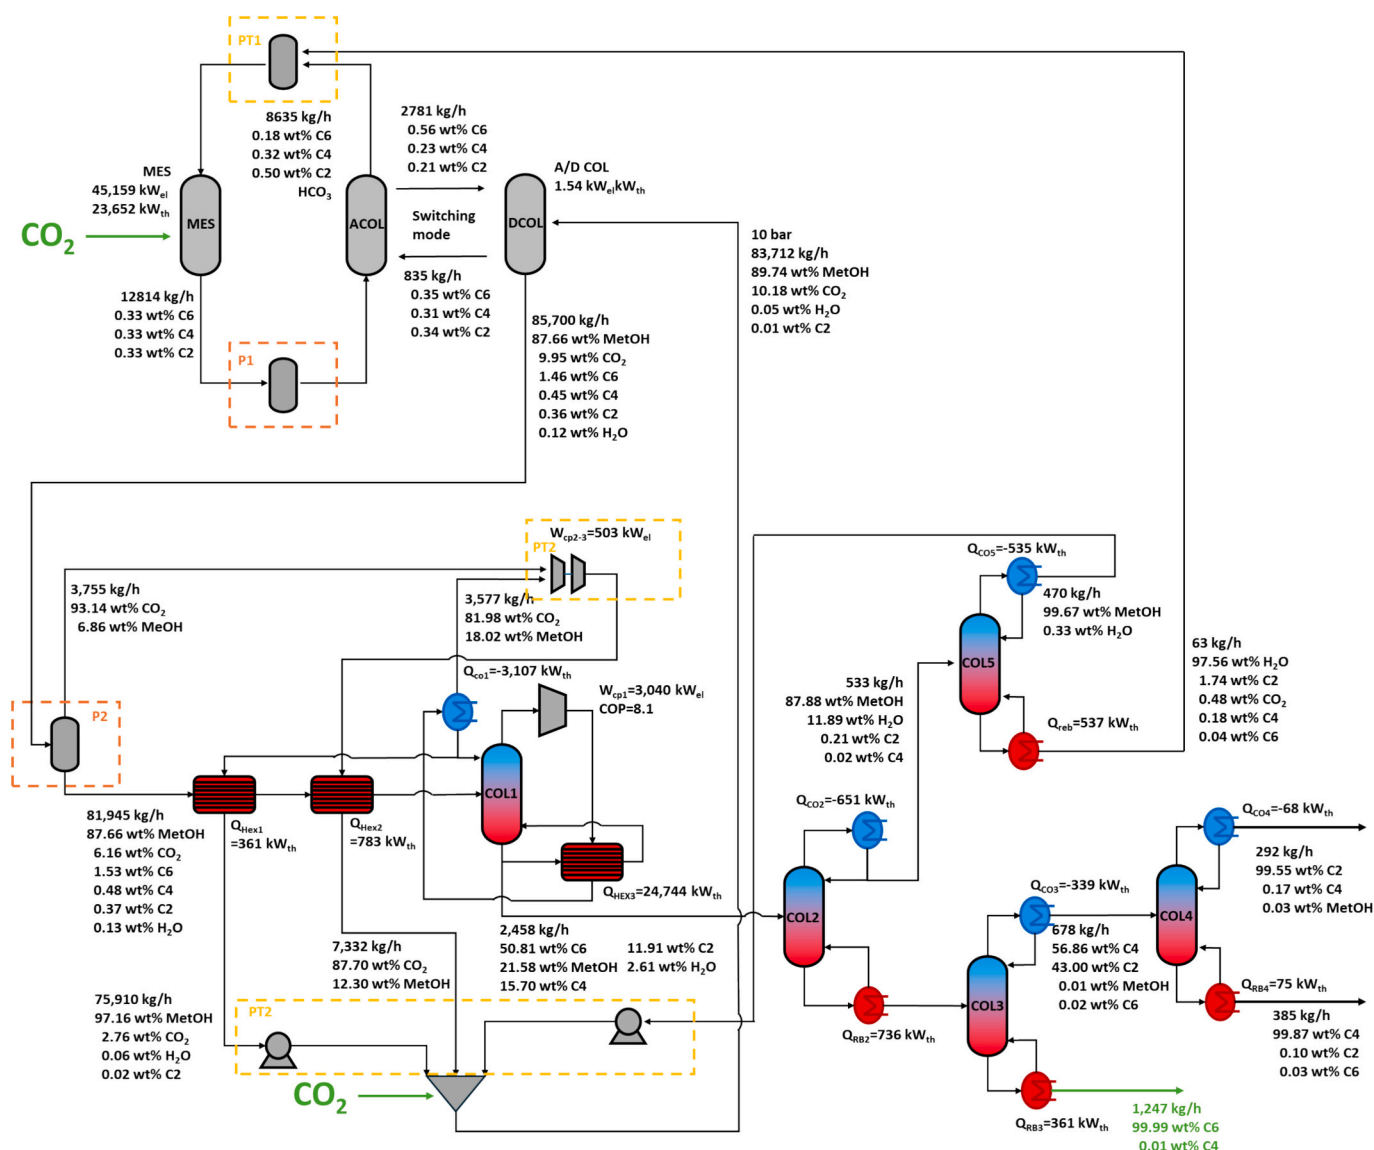 PT1
8635 kg/h
0.18 wt% C6
0.32 wt% C4
0.50 wt% C2
HCO₃
2781 kg/h
0.56 wt% C6
0.23 wt% C4
0.21 wt% C2
MES
45,159 kWel
23,652 kWth
A/D COL
1.54 kWelkWth
MES
ACOL
DCOL
Switching
mode
CO₂
10 bar
83,712 kg/h
89.74 wt% MetOH
10.18 wt% CO₂
0.05 wt% H₂O
0.01 wt% C2
12814 kg/h
0.33 wt% C6
0.33 wt% C4
0.33 wt% C2
835 kg/h
0.35 wt% C6
0.31 wt% C4
0.34 wt% C2
P1
85,700 kg/h
87.66 wt% MetOH
9.95 wt% CO₂
1.46 wt% C6
0.45 wt% C4
0.36 wt% C2
0.12 wt% H₂O
Wcp2-3=503 kWel
PT2
3,755 kg/h
93.14 wt% CO₂
6.86 wt% MeOH
3,577 kg/h
81.98 wt% CO₂
18.02 wt% MetOH
QCO5=-535 kWth
470 kg/h
99.67 wt% MetOH
0.33 wt% H₂O
COL5
63 kg/h
97.56 wt% H₂O
1.74 wt% C2
0.48 wt% CO₂
0.18 wt% C4
0.04 wt% C6
Qco1=-3,107 kWth
Wcp1=3,040 kWel
COP=8.1
533 kg/h
87.88 wt% MetOH
11.89 wt% H₂O
0.21 wt% C2
0.02 wt% C4
Qreb=537 kWth
P2
COL1
81,945 kg/h
87.66 wt% MetOH
6.16 wt% CO₂
1.53 wt% C6
0.48 wt% C4
0.37 wt% C2
0.13 wt% H₂O
QHex1
=361 kWth
QHex2
=783 kWth
QHEX3=24,744 kWth
QCO2=-651 kWth
QCO4=-68 kWth
292 kg/h
99.55 wt% C2
0.17 wt% C4
0.03 wt% MetOH
COL2
QCO3=-339 kWth
COL4
678 kg/h
56.86 wt% C4
43.00 wt% C2
0.01 wt% MetOH
0.02 wt% C6
7,332 kg/h
87.70 wt% CO₂
12.30 wt% MetOH
2,458 kg/h
50.81 wt% C6
21.58 wt% MetOH
15.70 wt% C4
11.91 wt% C2
2.61 wt% H₂O
QRB4=75 kWth
385 kg/h
99.87 wt% C4
0.10 wt% C2
0.03 wt% C6
75,910 kg/h
97.16 wt% MetOH
2.76 wt% CO₂
0.06 wt% H₂O
0.02 wt% C2
PT2
COL3
QRB2=736 kWth
CO₂
QRB3=361 kWth
1,247 kg/h
99.99 wt% C6
0.01 wt% C4